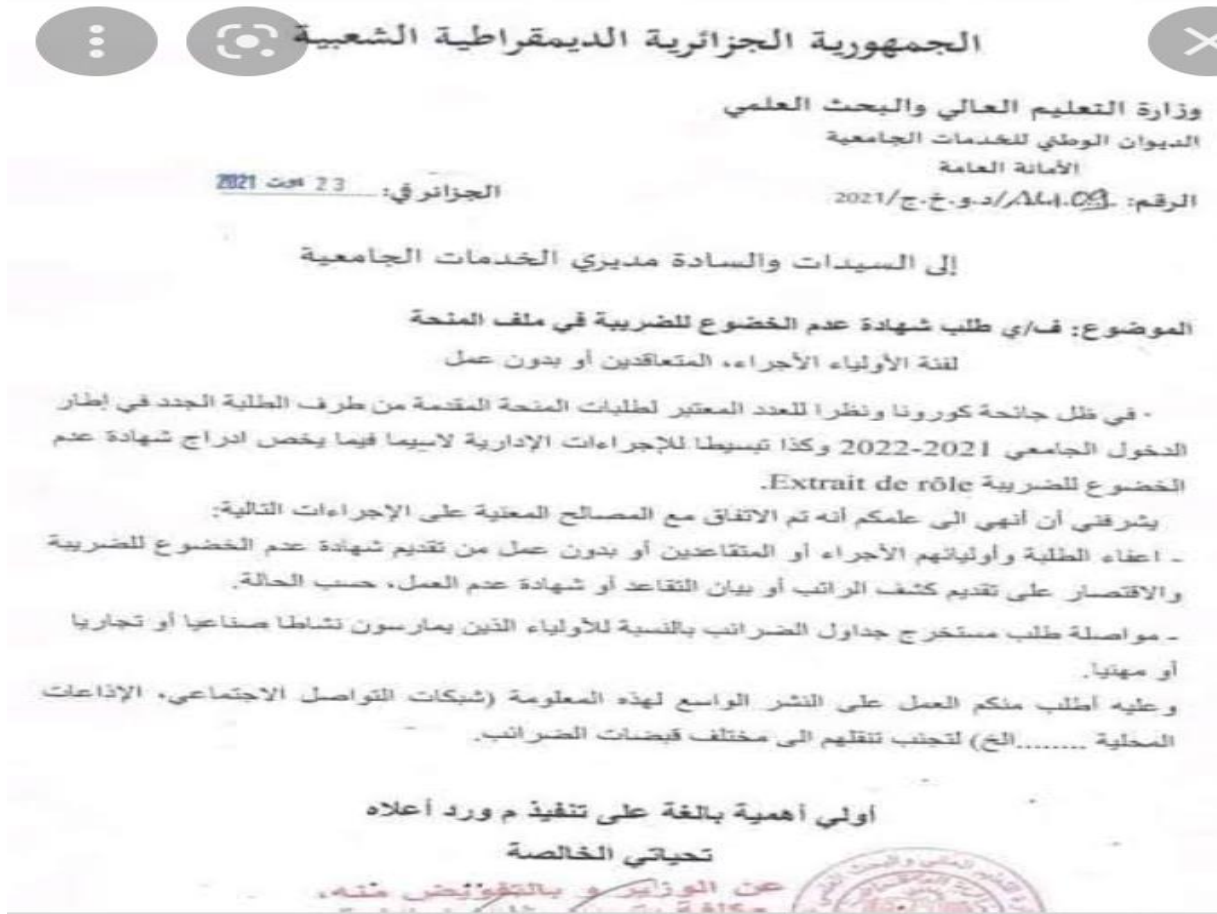 الجمهورية الجزائرية الديمقراطية الشعبية
وزارة التعليم العالي والبحث العلمي
الديوان الوطني للخدمات الجامعية
الأمانة العامة
الرقم: /د.و.خ.ج/2021
الجزائر في: 23 اوت 2021
إلى السيدات والسادة مديري الخدمات الجامعية
الموضوع: ف/ي طلب شهادة عدم الخضوع للضريبة في ملف المنحة
لفئة الأولياء الأجراء، المتعاقدين أو بدون عمل
- في ظل جائحة كورونا ونظرا للعدد المعتبر لطلبات المنحة المقدمة من طرف الطلبة الجدد في إطار
الدخول الجامعي 2021-2022 وكذا تبسيطا للإجراءات الإدارية لاسيما فيما يخص ادراج شهادة عدم
الخضوع للضريبة Extrait de rôle.
يشرفني أن أنهي الى علمكم أنه تم الاتفاق مع المصالح المعنية على الإجراءات التالية:
- اعفاء الطلبة وأوليائهم الأجراء أو المتقاعدين أو بدون عمل من تقديم شهادة عدم الخضوع للضريبة
والاقتصار على تقديم كشف الراتب أو بيان التقاعد أو شهادة عدم العمل، حسب الحالة.
- مواصلة طلب مستخرج جداول الضرائب بالنسبة للأولياء الذين يمارسون نشاطا صناعيا أو تجاريا
أو مهنيا.
وعليه أطلب منكم العمل على النشر الواسع لهذه المعلومة (شبكات التواصل الاجتماعي، الإذاعات
المحلية ........الخ) لتجنب تنقلهم الى مختلف قبضات الضرائب.
أولي أهمية بالغة على تنفيذ م ورد أعلاه
تحياتي الخالصة
عن الوزير و بالتفويض منه،